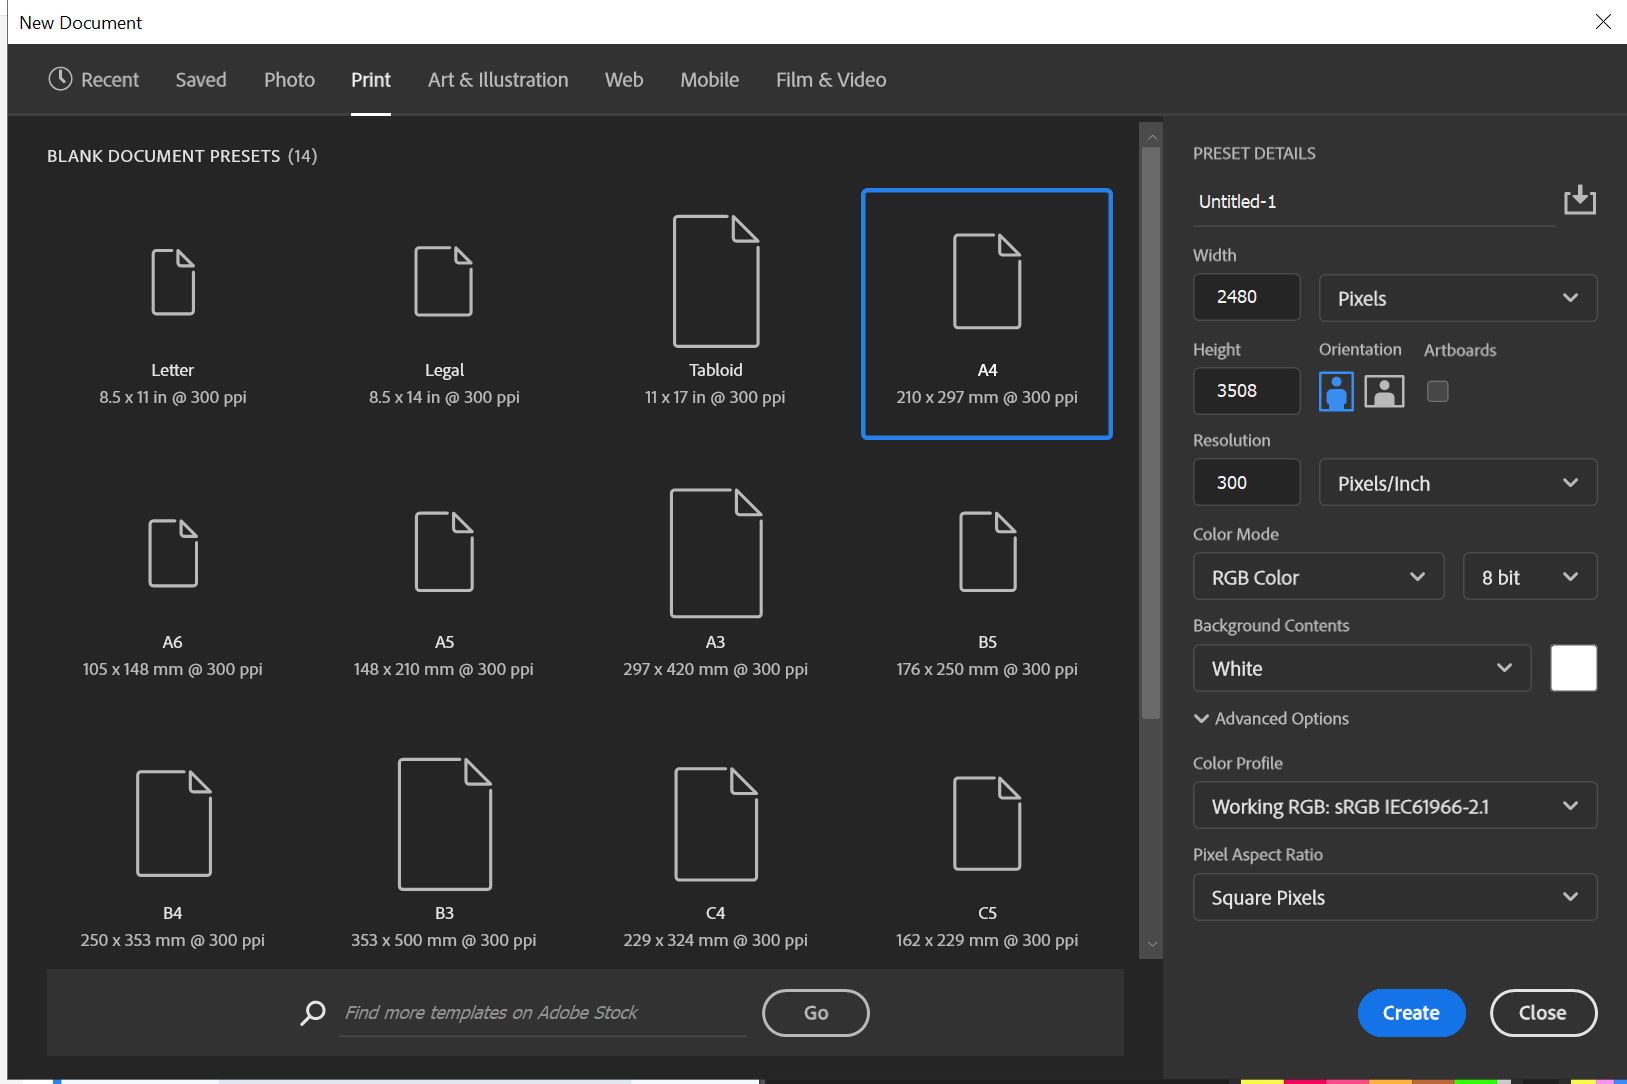 New Document
Recent Saved Photo Print Art & Illustration Web Mobile Film & Video
BLANK DOCUMENT PRESETS (14)
Letter
8.5 x 11 in @ 300 ppi
Legal
8.5 x 14 in @ 300 ppi
Tabloid
11 x 17 in @ 300 ppi
A4
210 x 297 mm @ 300 ppi
A6
105 x 148 mm @ 300 ppi
A5
148 x 210 mm @ 300 ppi
A3
297 x 420 mm @ 300 ppi
B5
176 x 250 mm @ 300 ppi
B4
250 x 353 mm @ 300 ppi
B3
353 x 500 mm @ 300 ppi
C4
229 x 324 mm @ 300 ppi
C5
162 x 229 mm @ 300 ppi
Find more templates on Adobe Stock
Go
PRESET DETAILS
Untitled-1
Width
2480 Pixels
Height Orientation Artboards
3508
Resolution
300 Pixels/Inch
Color Mode
RGB Color 8 bit
Background Contents
White
Advanced Options
Color Profile
Working RGB: sRGB IEC61966-2.1
Pixel Aspect Ratio
Square Pixels
Create Close